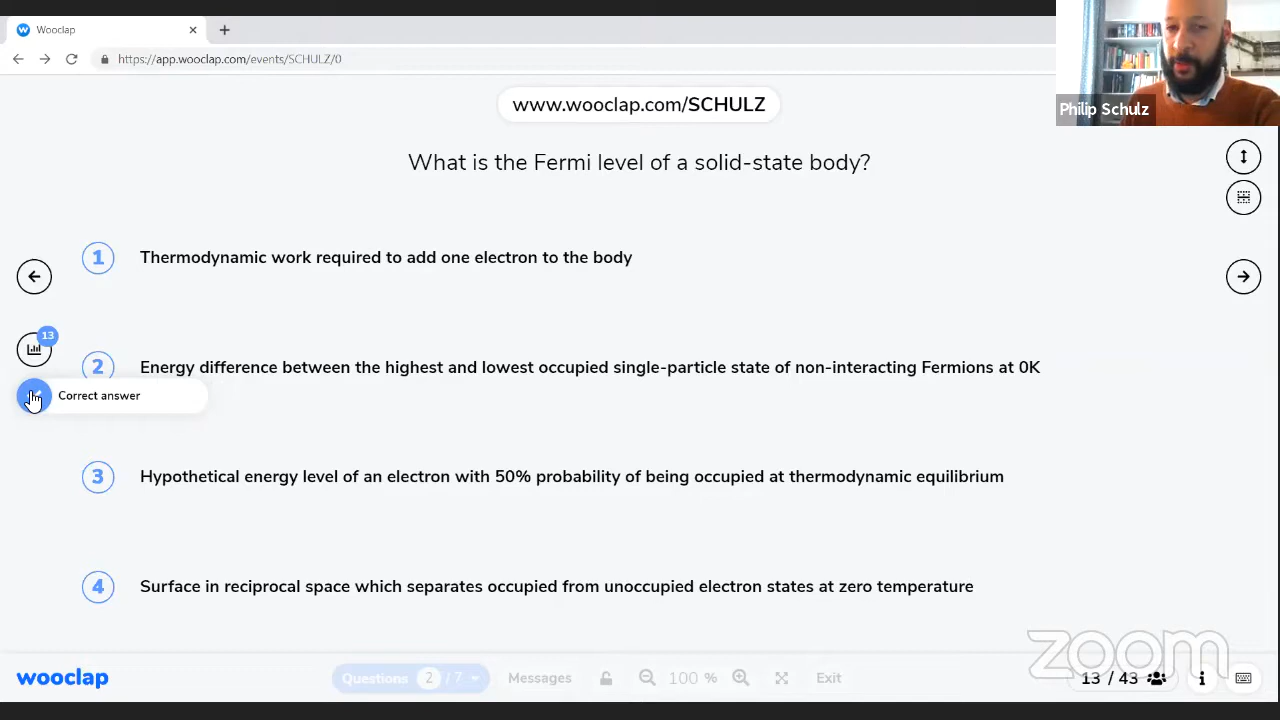 Wooclap
https://app.wooclap.com/events/SCHULZ/0
Philip Schulz
www.wooclap.com/SCHULZ
What is the Fermi level of a solid-state body?
1 Thermodynamic work required to add one electron to the body
13
2 Energy difference between the highest and lowest occupied single-particle state of non-interacting Fermions at 0K
Correct answer
3 Hypothetical energy level of an electron with 50% probability of being occupied at thermodynamic equilibrium
4 Surface in reciprocal space which separates occupied from unoccupied electron states at zero temperature
zoom
wooclap
Questions 2 / 7
Messages
100 %
Exit
13 / 43
i